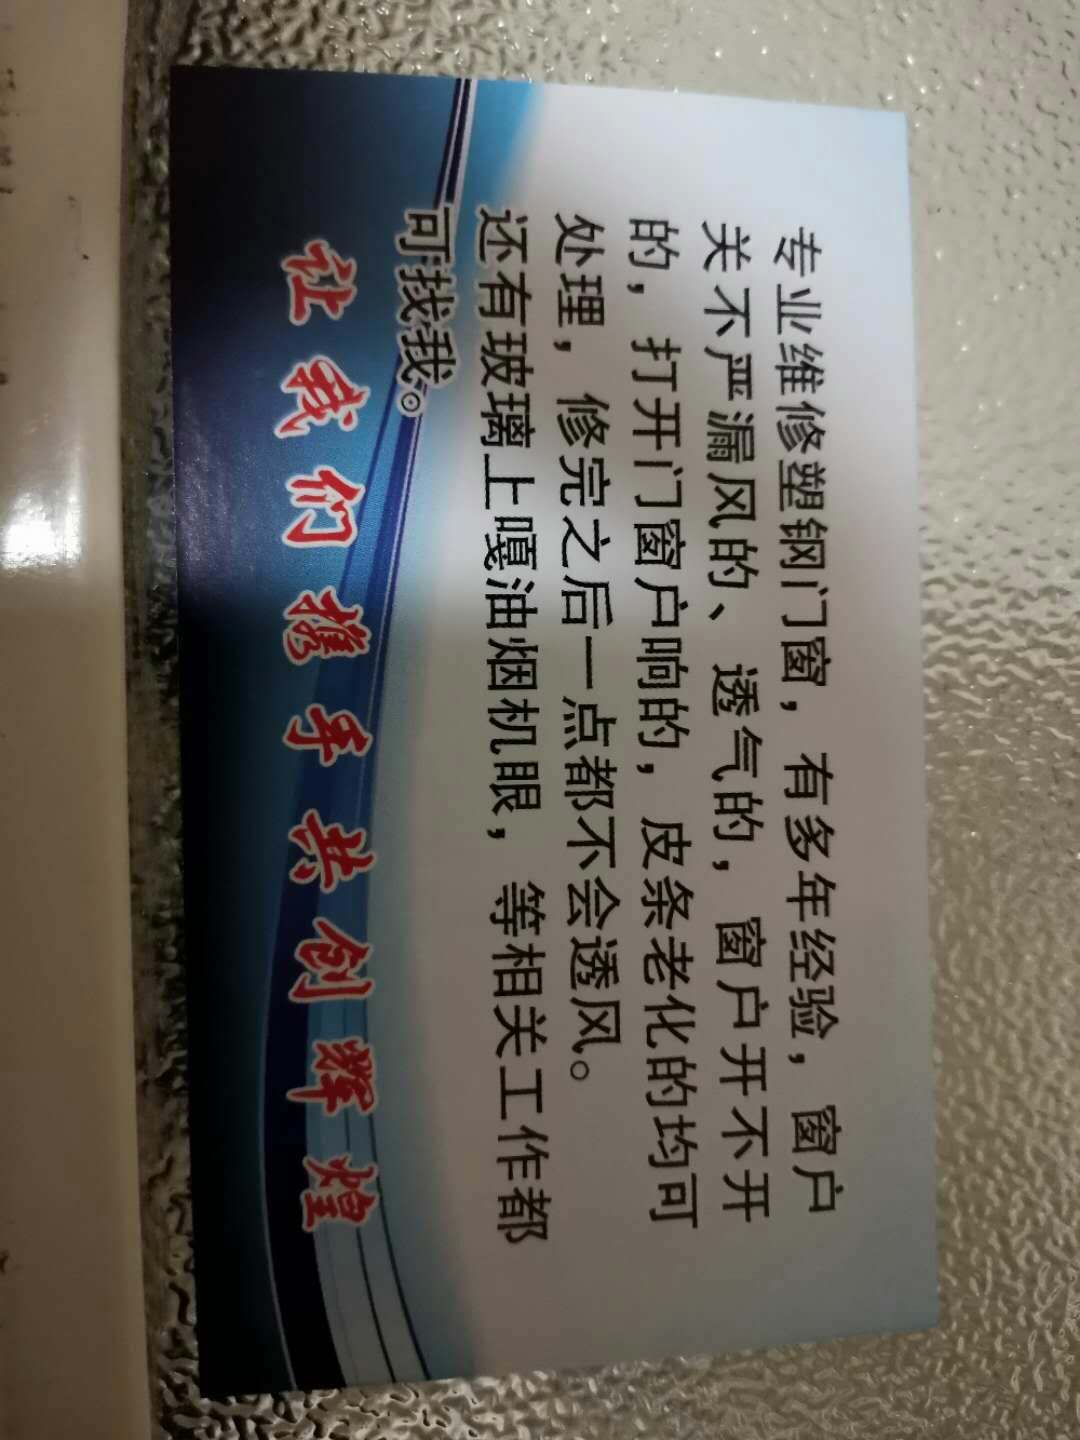 专业维修塑钢门窗，有多年经验，窗户
关不严漏风的、透气的，窗户开不开
的，打开门窗户响的，皮条老化的均可
处理，修完之后一点都不会透风。
还有玻璃上嘎油烟机眼，等相关工作都
可找我。
让我们携手共创辉煌